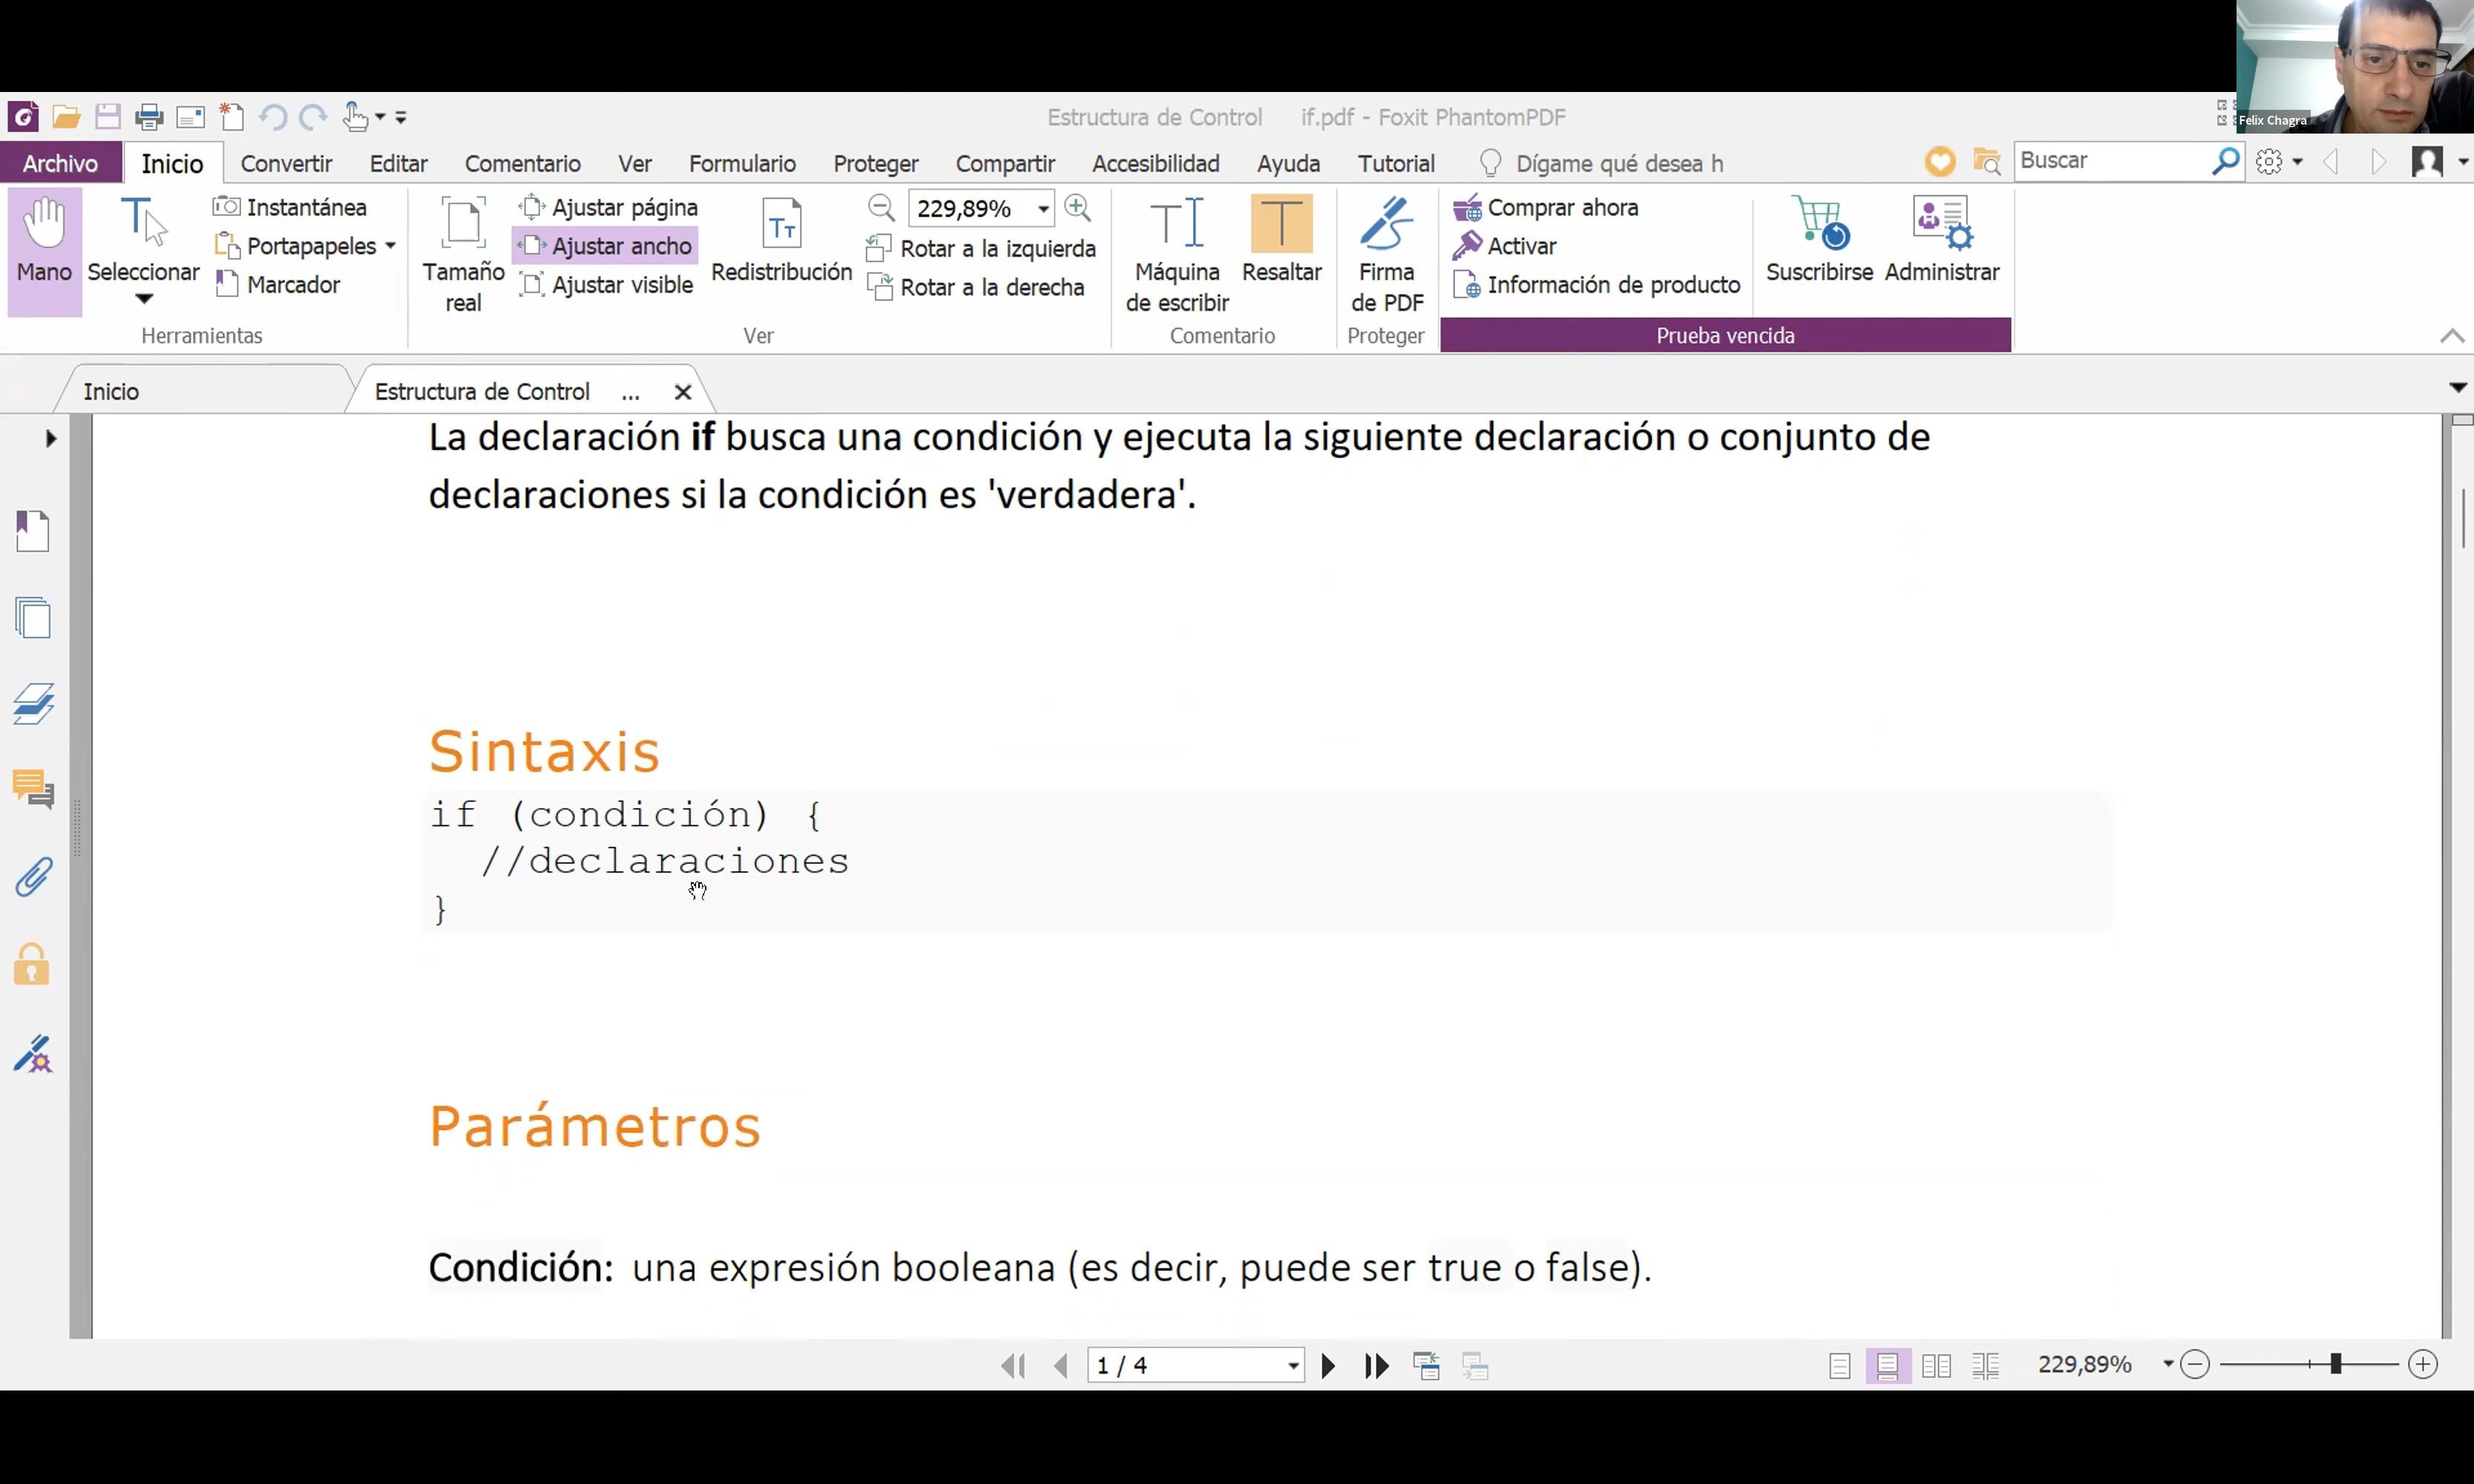 Felix Chagra
Estructura de Control if.pdf - Foxit PhantomPDF
Archivo Inicio Convertir Editar Comentario Ver Formulario Proteger Compartir Accesibilidad Ayuda Tutorial Dígame qué desea h Buscar
Mano
Seleccionar
Instantánea
Portapapeles
Marcador
Herramientas
Tamaño
real
Ajustar página
Ajustar ancho
Ajustar visible
Redistribución
229,89%
Rotar a la izquierda
Rotar a la derecha
Ver
Máquina
de escribir
Resaltar
Comentario
Firma
de PDF
Proteger
Comprar ahora
Activar
Información de producto
Suscribirse
Administrar
Prueba vencida
Inicio
Estructura de Control ...
La declaración if busca una condición y ejecuta la siguiente declaración o conjunto de
declaraciones si la condición es 'verdadera'.
Sintaxis
if (condición) {
//declaraciones
}
Parámetros
Condición: una expresión booleana (es decir, puede ser true o false).
1 / 4
229,89%